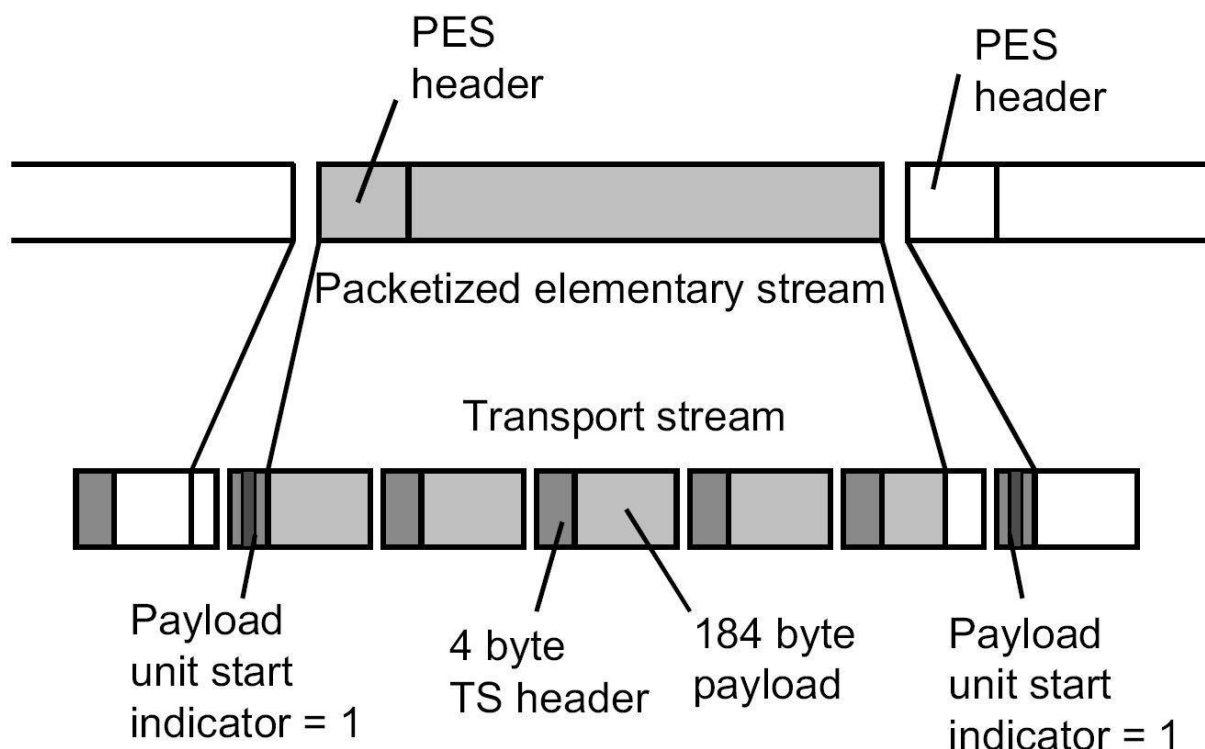 PES
header
PES
header
Packetized elementary stream
Transport stream
Payload
unit start
indicator = 1
4 byte
TS header
184 byte
payload
Payload
unit start
indicator = 1